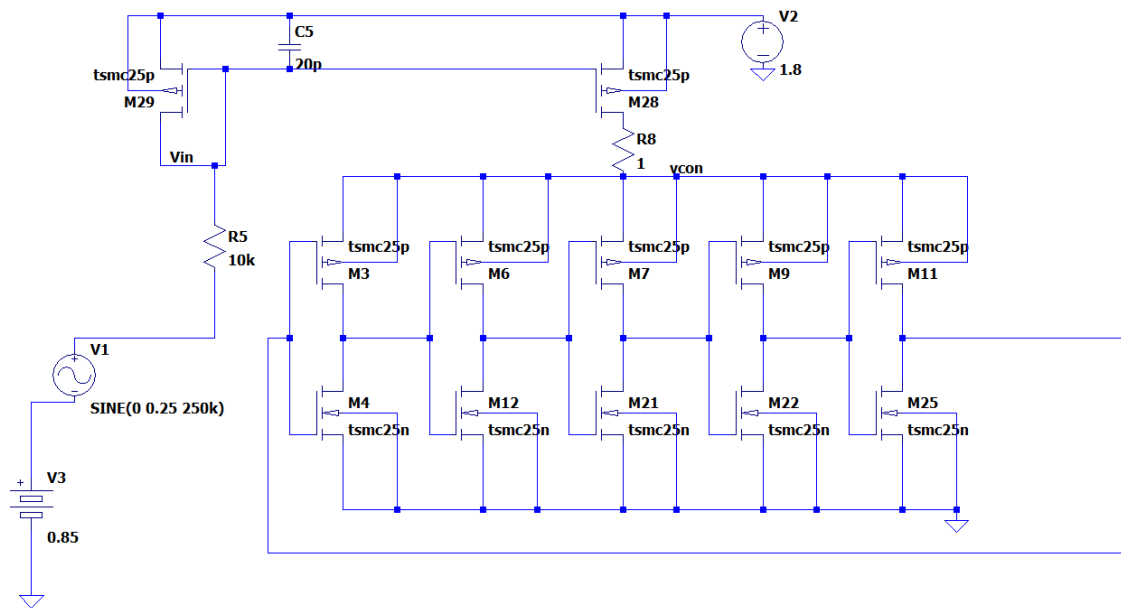 V2
+
−
1.8
C5
20p
tsmc25p
M29
tsmc25p
M28
Vin
R8
1
vcon
R5
10k
tsmc25p
M3
tsmc25p
M6
tsmc25p
M7
tsmc25p
M9
tsmc25p
M11
V1
+
−
SINE(0 0.25 250k)
M4
tsmc25n
M12
tsmc25n
M21
tsmc25n
M22
tsmc25n
M25
tsmc25n
V3
+
0.85